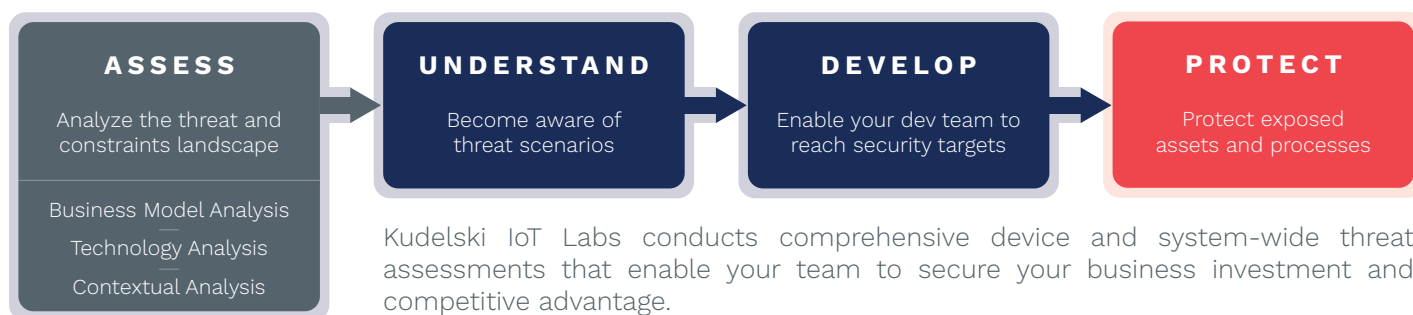 ASSESS
Analyze the threat and
constraints landscape
Business Model Analysis
Technology Analysis
Contextual Analysis
UNDERSTAND
Become aware of
threat scenarios
DEVELOP
Enable your dev team to
reach security targets
PROTECT
Protect exposed
assets and processes
Kudelski IoT Labs conducts comprehensive device and system-wide threat
assessments that enable your team to secure your business investment and
competitive advantage.